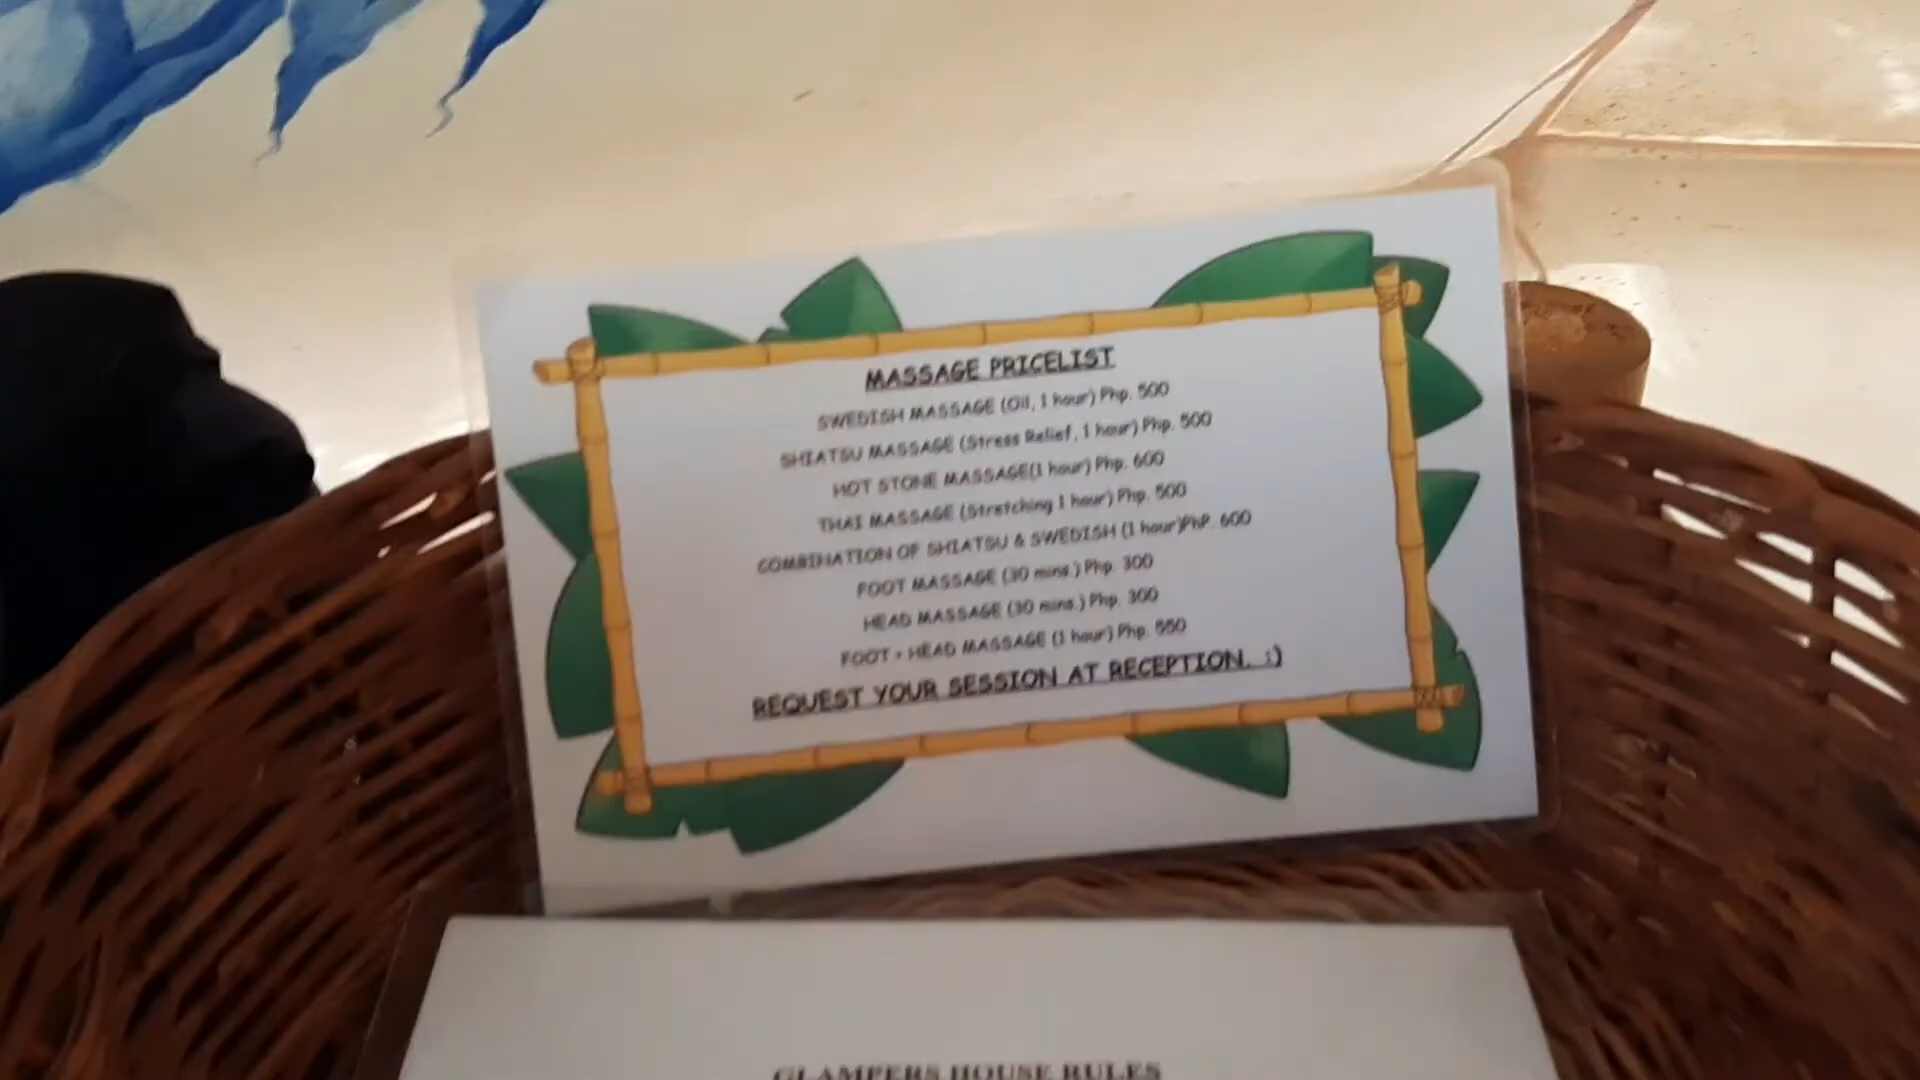 MASSAGE PRICELIST
SWEDISH MASSAGE (Oil, 1 hour) Php. 500
SHIATSU MASSAGE (Stress Relief, 1 hour) Php. 500
HOT STONE MASSAGE(1 hour) Php. 600
THAI MASSAGE (Stretching 1 hour) Php. 500
COMBINATION OF SHIATSU & SWEDISH (1 hour)PhP. 600
FOOT MASSAGE (30 mins.) Php. 300
HEAD MASSAGE (30 mins.) Php. 300
FOOT + HEAD MASSAGE (1 hour) Php. 550
REQUEST YOUR SESSION AT RECEPTION. :)
GLAMPERS HOUSE RULES